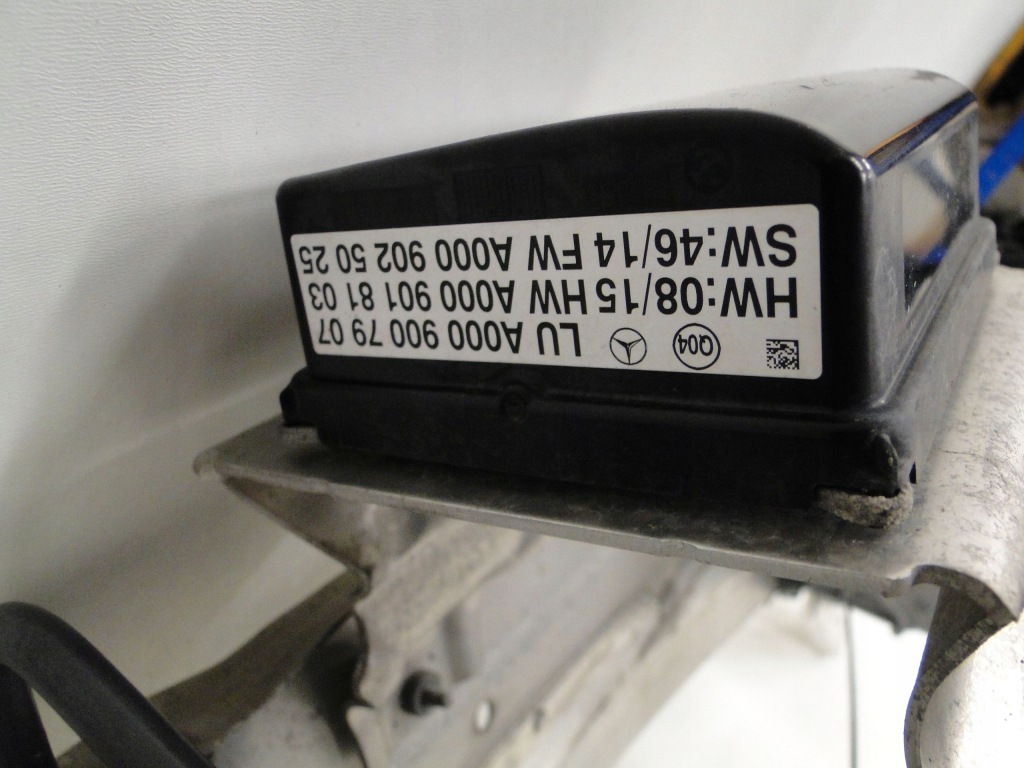 Q04 LU A000 900 79 07
HW:08/15 HW A000 901 81 03
SW:46/14 FW A000 902 50 25